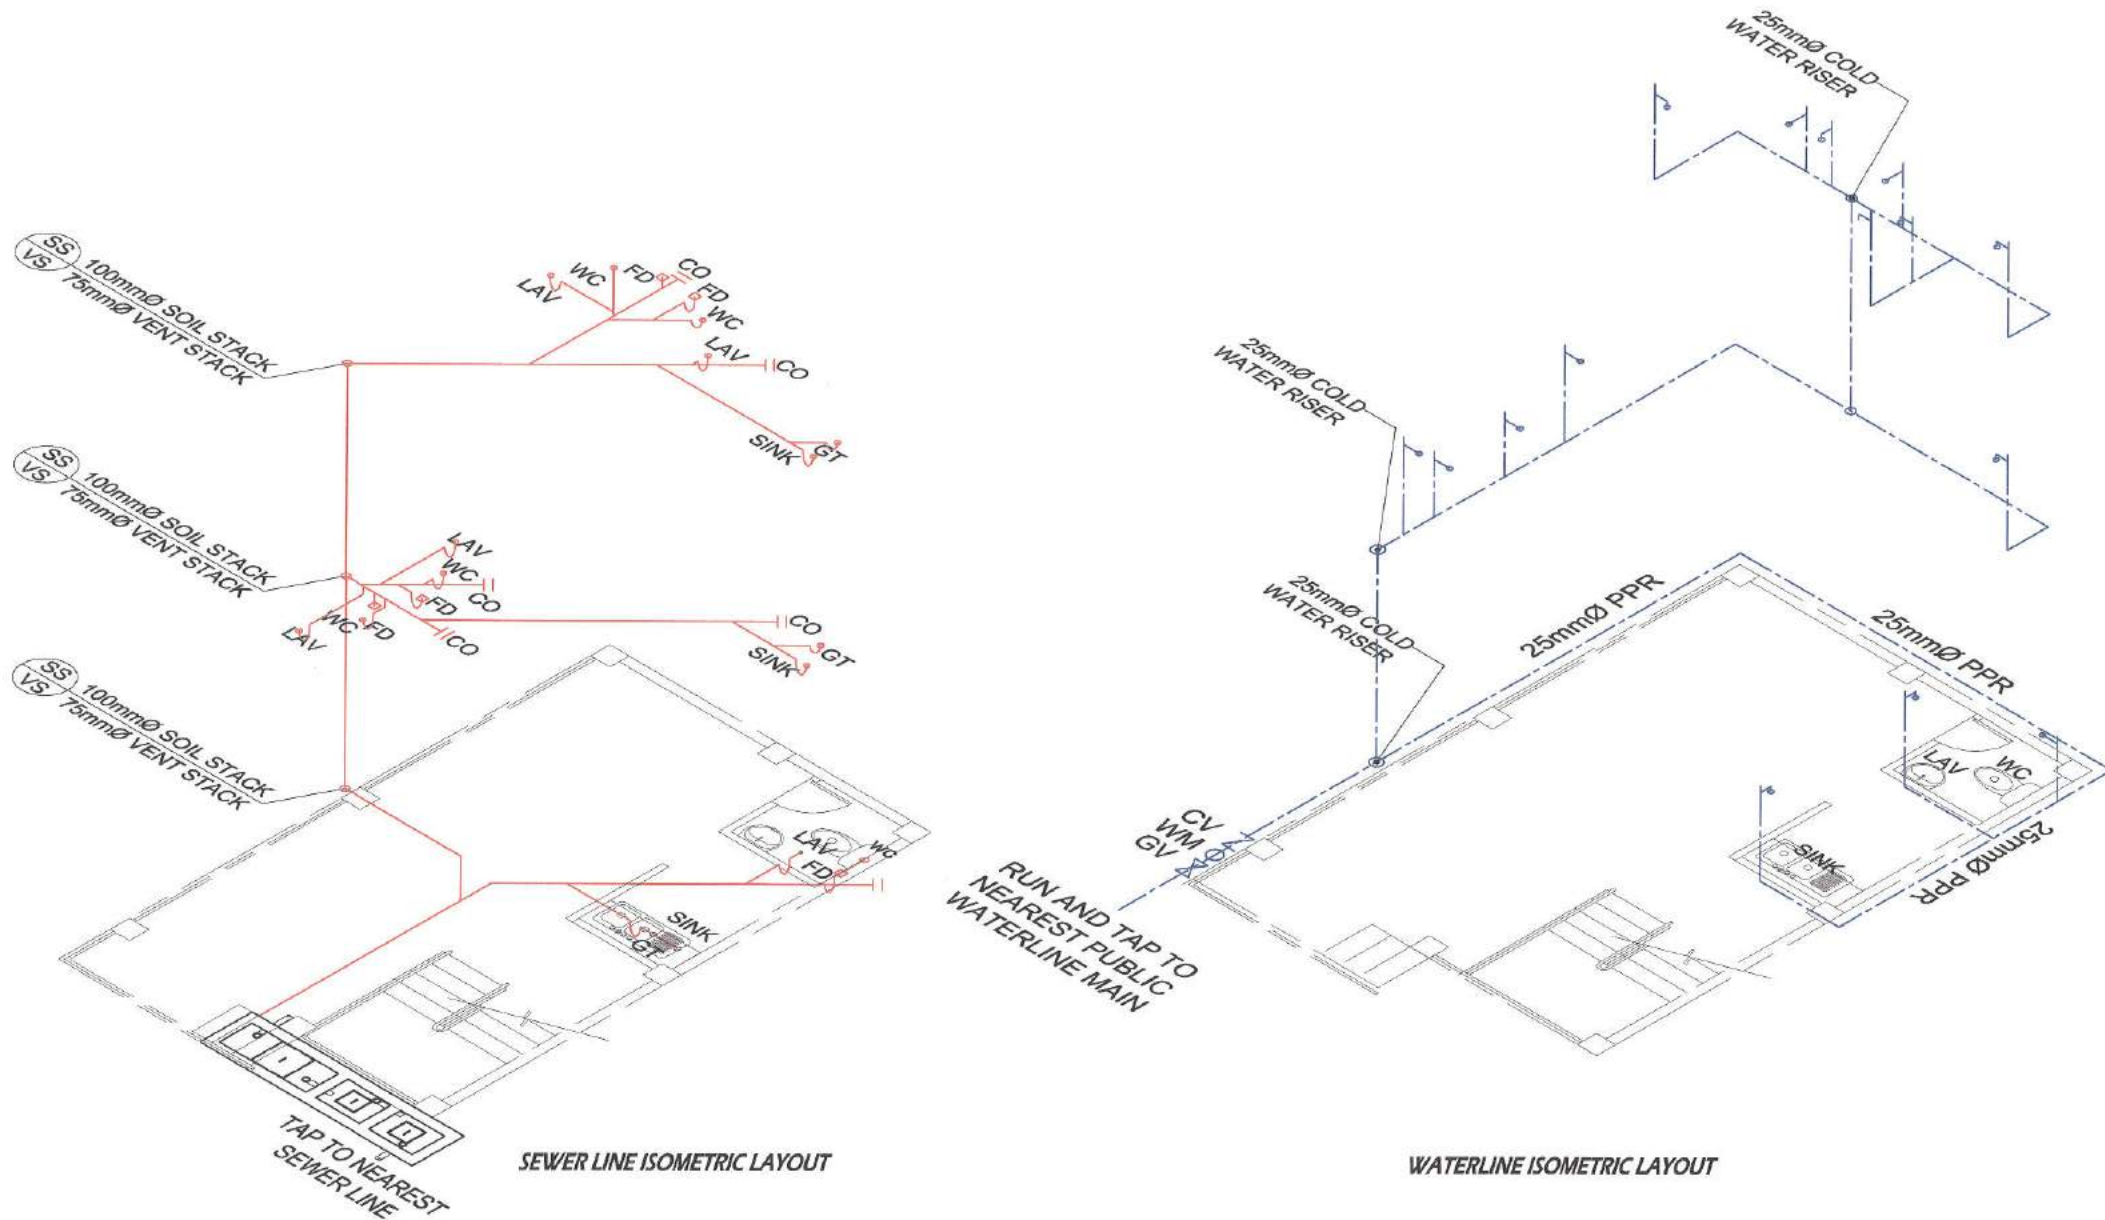 SS
VS
100mmØ SOIL STACK
75mmØ VENT STACK
LAV
WC
FD
CO
FD
WC
LAV
CO
SINK
GT
SS
VS
100mmØ SOIL STACK
75mmØ VENT STACK
LAV
WC
CO
FD
LAV
WC
FD
CO
CO
GT
SINK
SS
VS
100mmØ SOIL STACK
75mmØ VENT STACK
LAV
WC
FD
SINK
GT
TAP TO NEAREST
SEWER LINE
SEWER LINE ISOMETRIC LAYOUT
25mmØ COLD
WATER RISER
25mmØ COLD
WATER RISER
25mmØ COLD
WATER RISER
25mmØ PPR
25mmØ PPR
LAV
WC
SINK
25mmØ PPR
CV
WM
GV
RUN AND TAP TO
NEAREST PUBLIC
WATERLINE MAIN
WATERLINE ISOMETRIC LAYOUT